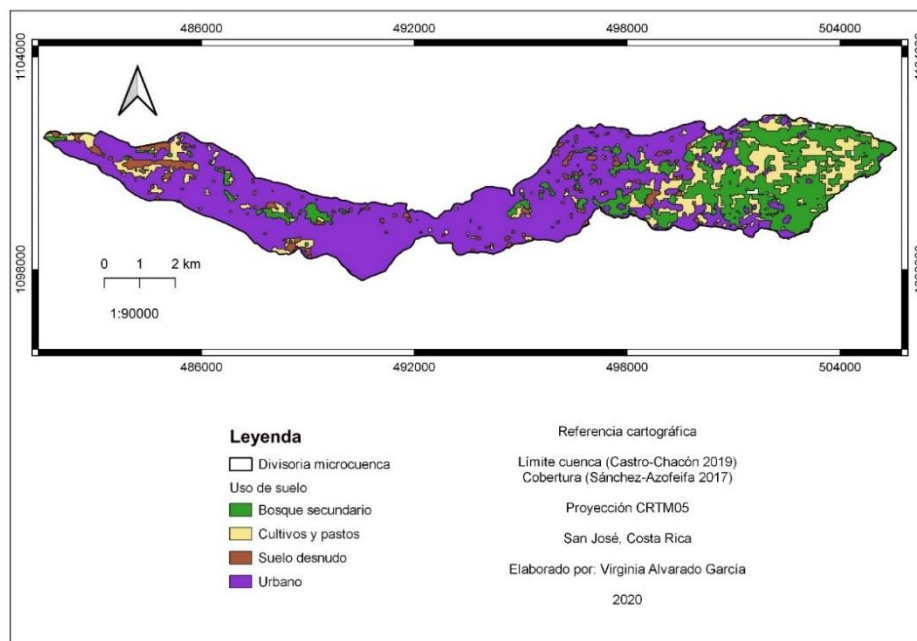 486000 492000 498000 504000
1104000
1104000
0 1 2 km
1:90000
1098000
486000 492000 498000 504000
Leyenda
Divisoria microcuenca
Uso de suelo
Bosque secundario
Cultivos y pastos
Suelo desnudo
Urbano
Referencia cartográfica
Límite cuenca (Castro-Chacón 2019)
Cobertura (Sánchez-Azofeifa 2017)
Proyección CRTM05
San José, Costa Rica
Elaborado por: Virginia Alvarado García
2020